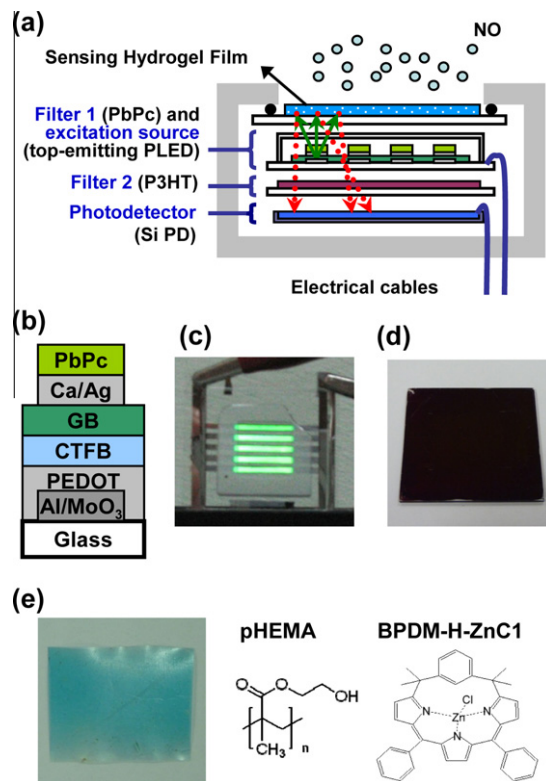 (a)
NO
Sensing Hydrogel Film
Filter 1 (PbPc) and
excitation source
(top-emitting PLED)
Filter 2 (P3HT)
Photodetector
(Si PD)
Electrical cables
(b)
PbPc
Ca/Ag
GB
CTFB
PEDOT
Al/MoO3
Glass
(c)
(d)
(e)
pHEMA
O
O
OH
CH3
n
BPDM-H-ZnC1
Cl
N
Zn
N
N